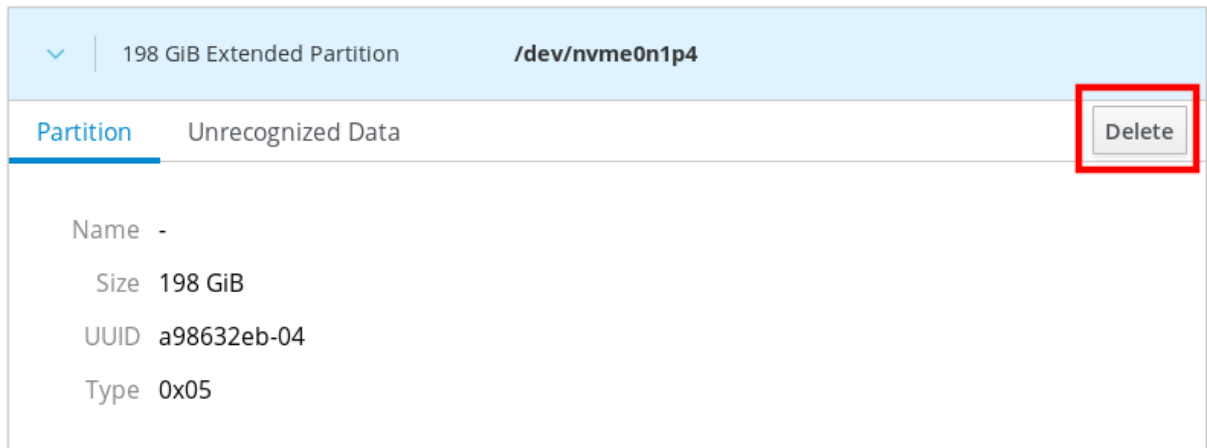 198 GiB Extended Partition /dev/nvme0n1p4
Partition Unrecognized Data Delete
Name -
Size 198 GiB
UUID a98632eb-04
Type 0x05